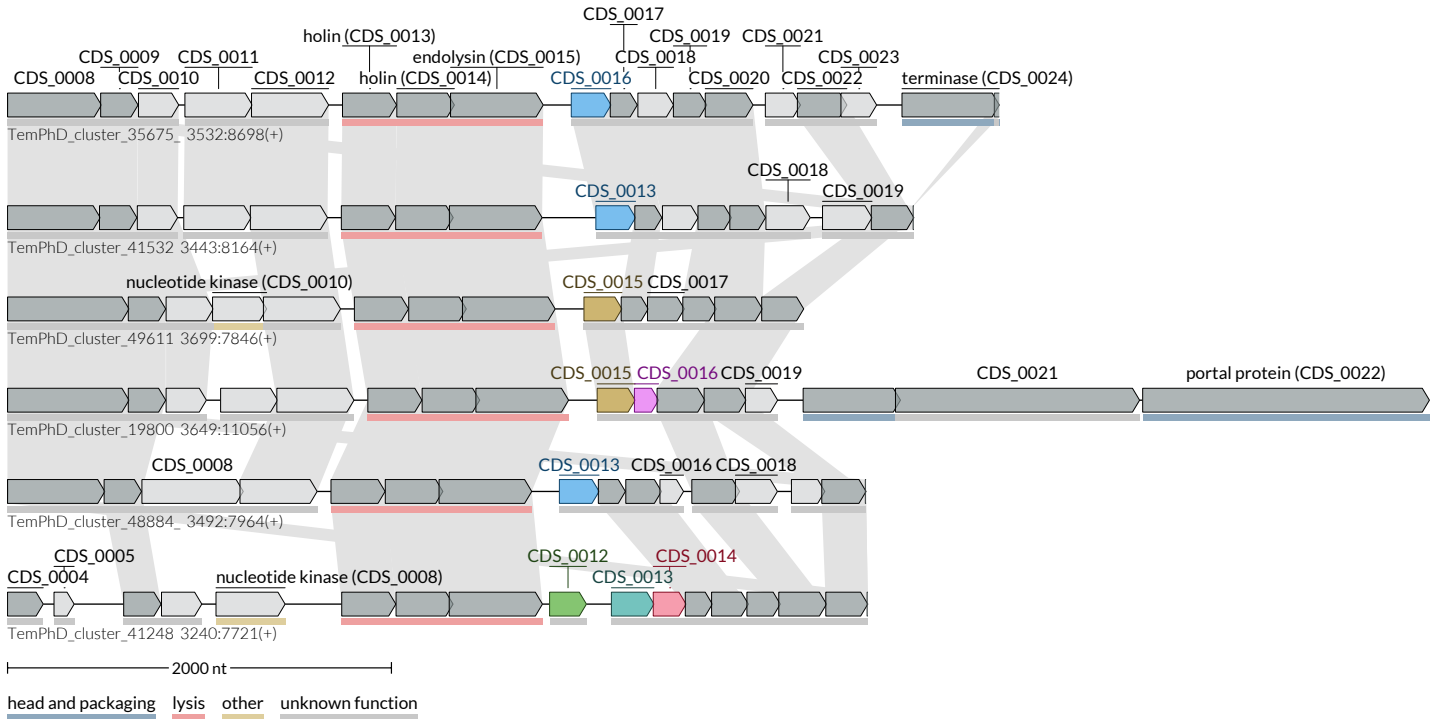 CDS_0017
holin (CDS_0013) CDS_0019 CDS_0021
CDS_0009 CDS_0011 endolysin (CDS_0015) CDS_0018 CDS_0023
CDS_0008 CDS_0010 CDS_0012 holin (CDS_0014) CDS_0016 CDS_0020 CDS_0022 terminase (CDS_0024)
TemPhD_cluster_35675_ 3532:8698(+)
CDS_0018
CDS_0013 CDS_0019
TemPhD_cluster_41532 3443:8164(+)
nucleotide kinase (CDS_0010) CDS_0015 CDS_0017
TemPhD_cluster_49611 3699:7846(+)
CDS_0015 CDS_0016 CDS_0019 CDS_0021 portal protein (CDS_0022)
TemPhD_cluster_19800 3649:11056(+)
CDS_0008 CDS_0013 CDS_0016 CDS_0018
TemPhD_cluster_48884_ 3492:7964(+)
CDS_0005 CDS_0012 CDS_0014
CDS_0004 nucleotide kinase (CDS_0008) CDS_0013
TemPhD_cluster_41248 3240:7721(+)
2000 nt
head and packaging lysis other unknown function